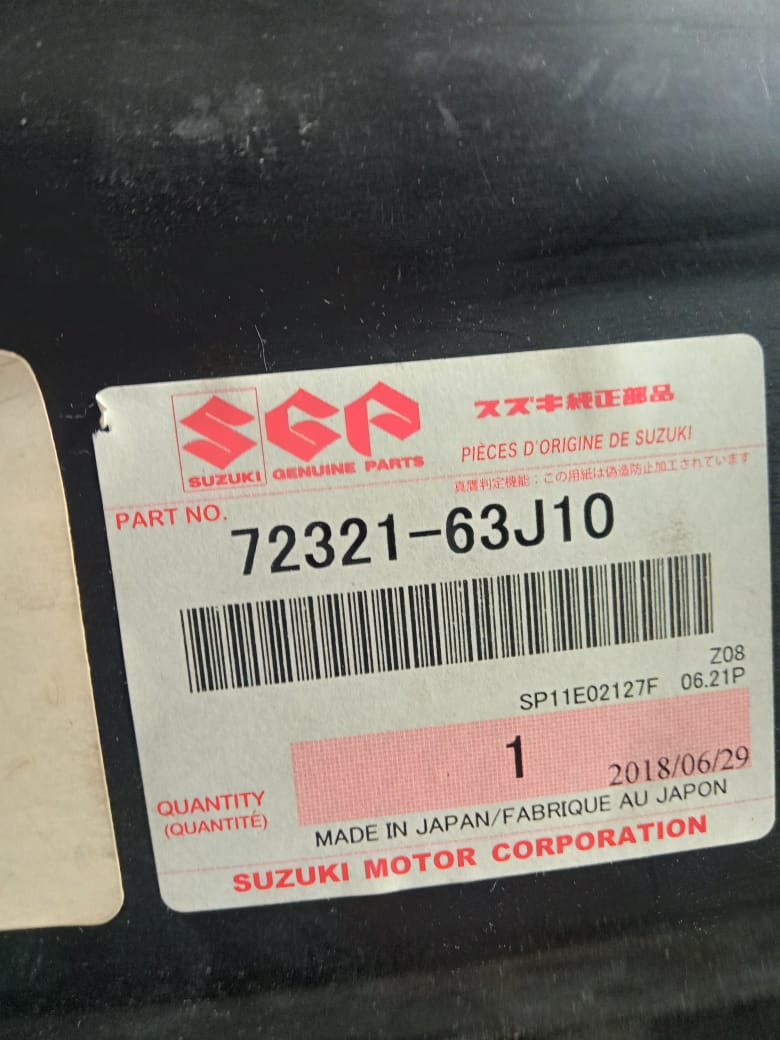 SUZUKI
SGP
GENUINE PARTS
スズキ純正部品
PIÈCES D'ORIGINE DE SUZUKI
真贋判定機能：この用紙は偽造防止加工されています
PART NO.
72321-63J10
Z08
SP11E02127F 06.21P
1
2018/06/29
QUANTITY
(QUANTITÉ)
MADE IN JAPAN/FABRIQUE AU JAPON
SUZUKI MOTOR CORPORATION